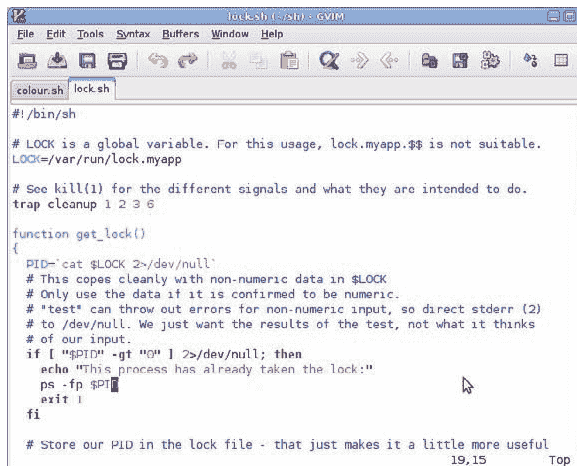 lock.sh (~/sh) - GVIM
File Edit Tools Syntax Buffers Window Help
colour.sh lock.sh
#!/bin/sh
# LOCK is a global variable. For this usage, lock.myapp.$$ is not suitable.
LOCK=/var/run/lock.myapp
# See kill(1) for the different signals and what they are intended to do.
trap cleanup 1 2 3 6
function get_lock()
{
PID=`cat $LOCK 2>/dev/null`
# This copes cleanly with non-numeric data in $LOCK
# Only use the data if it is confirmed to be numeric.
# "test" can throw out errors for non-numeric input, so direct stderr (2)
# to /dev/null. We just want the results of the test, not what it thinks
# of our input.
if [ "$PID" -gt "0" ] 2>/dev/null; then
echo "This process has already taken the lock:"
ps -fp $PID
exit 1
fi
# Store our PID in the lock file - that just makes it a little more useful
19,15 Top